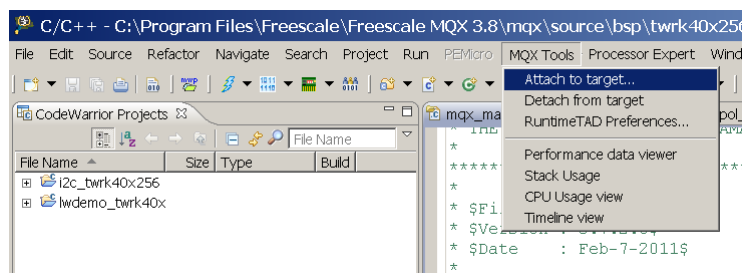 C/C++ - C:\Program Files\Freescale\Freescale MQX 3.8\mqx\source\bsp\twrk40x256
File Edit Source Refactor Navigate Search Project Run PEMicro MQX Tools Processor Expert Wind
Attach to target...
Detach from target
RuntimeTAD Preferences...
Performance data viewer
Stack Usage
CPU Usage view
Timeline view
CodeWarrior Projects
mqx_ma
File Name
File Name Size Type Build
i2c_twrk40x256
lwdemo_twrk40x
* THE
*
*****
*
* $Fi
* $Ve
* $Date : Feb-7-2011$
*